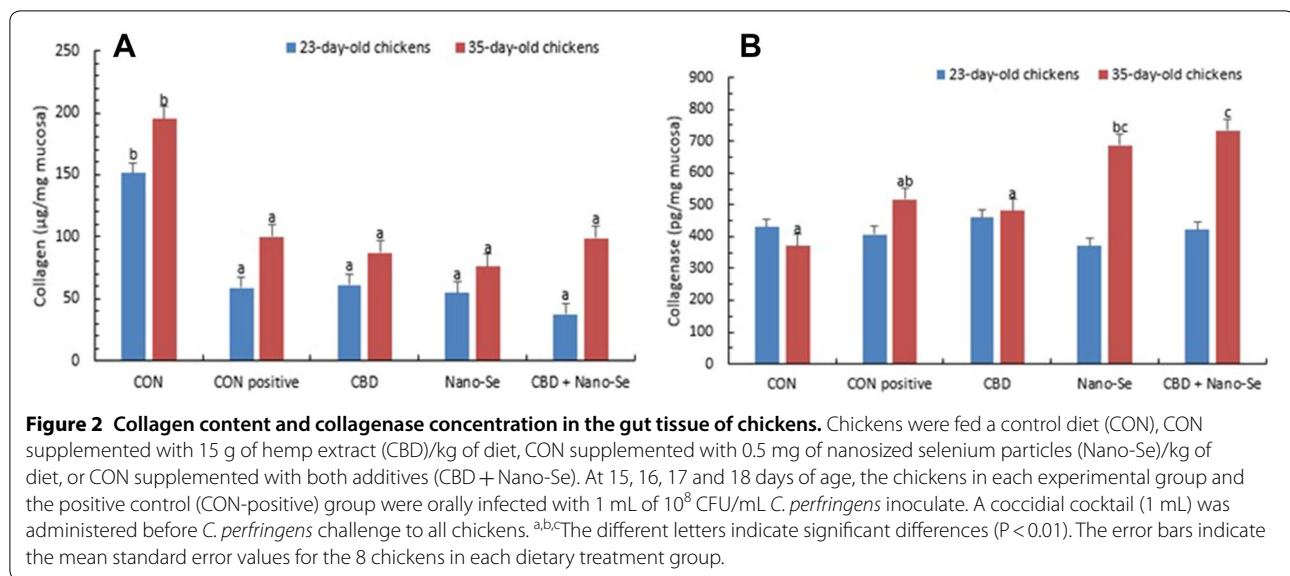 A
23-day-old chickens 35-day-old chickens
250
200
150
100
50
0
Collagen (µg/mg mucosa)
b
b
a
a
a
a
a
a
a
a
CON CON positive CBD Nano-Se CBD + Nano-Se
B
23-day-old chickens 35-day-old chickens
900
800
700
600
500
400
300
200
100
0
Collagenase (pg/mg mucosa)
a
ab
a
bc
c
CON CON positive CBD Nano-Se CBD + Nano-Se
Figure 2 Collagen content and collagenase concentration in the gut tissue of chickens. Chickens were fed a control diet (CON), CON
supplemented with 15 g of hemp extract (CBD)/kg of diet, CON supplemented with 0.5 mg of nanosized selenium particles (Nano-Se)/kg of
diet, or CON supplemented with both additives (CBD + Nano-Se). At 15, 16, 17 and 18 days of age, the chickens in each experimental group and
the positive control (CON-positive) group were orally infected with 1 mL of 10⁸ CFU/mL C. perfringens inoculate. A coccidial cocktail (1 mL) was
administered before C. perfringens challenge to all chickens. a,b,cThe different letters indicate significant differences (P < 0.01). The error bars indicate
the mean standard error values for the 8 chickens in each dietary treatment group.